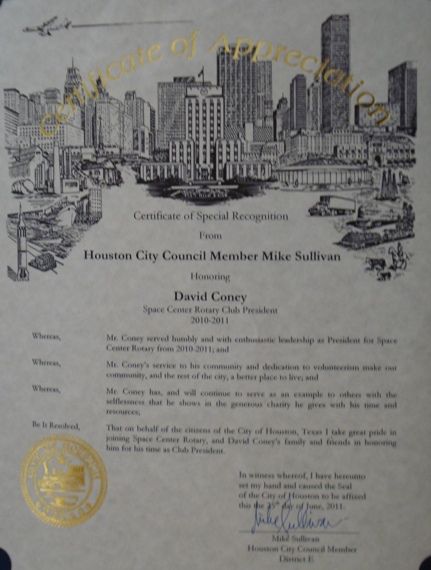 Certificate of Appreciation
Certificate of Special Recognition
From
Houston City Council Member Mike Sullivan
Honoring
David Coney
Space Center Rotary Club President
2010-2011
Whereas, Mr. Coney served humbly and with enthusiastic leadership as President for Space
Center Rotary from 2010-2011; and
Whereas, Mr. Coney's service to his community and dedication to volunteerism make our
community, and the rest of the city, a better place to live; and
Whereas, Mr. Coney has, and will continue to serve as an example to others with the
selflessness that he shows in the generous charity he gives with his time and
resources;
Be It Resolved, That on behalf of the citizens of the City of Houston, Texas I take great pride in
joining Space Center Rotary, and David Coney's family and friends in honoring
him for his time as Club President.
In witness whereof, I have hereunto
set my hand and caused the Seal
of the City of Houston to be affixed
this the 25th day of June, 2011.
Mike Sullivan
Mike Sullivan
Houston City Council Member
District E